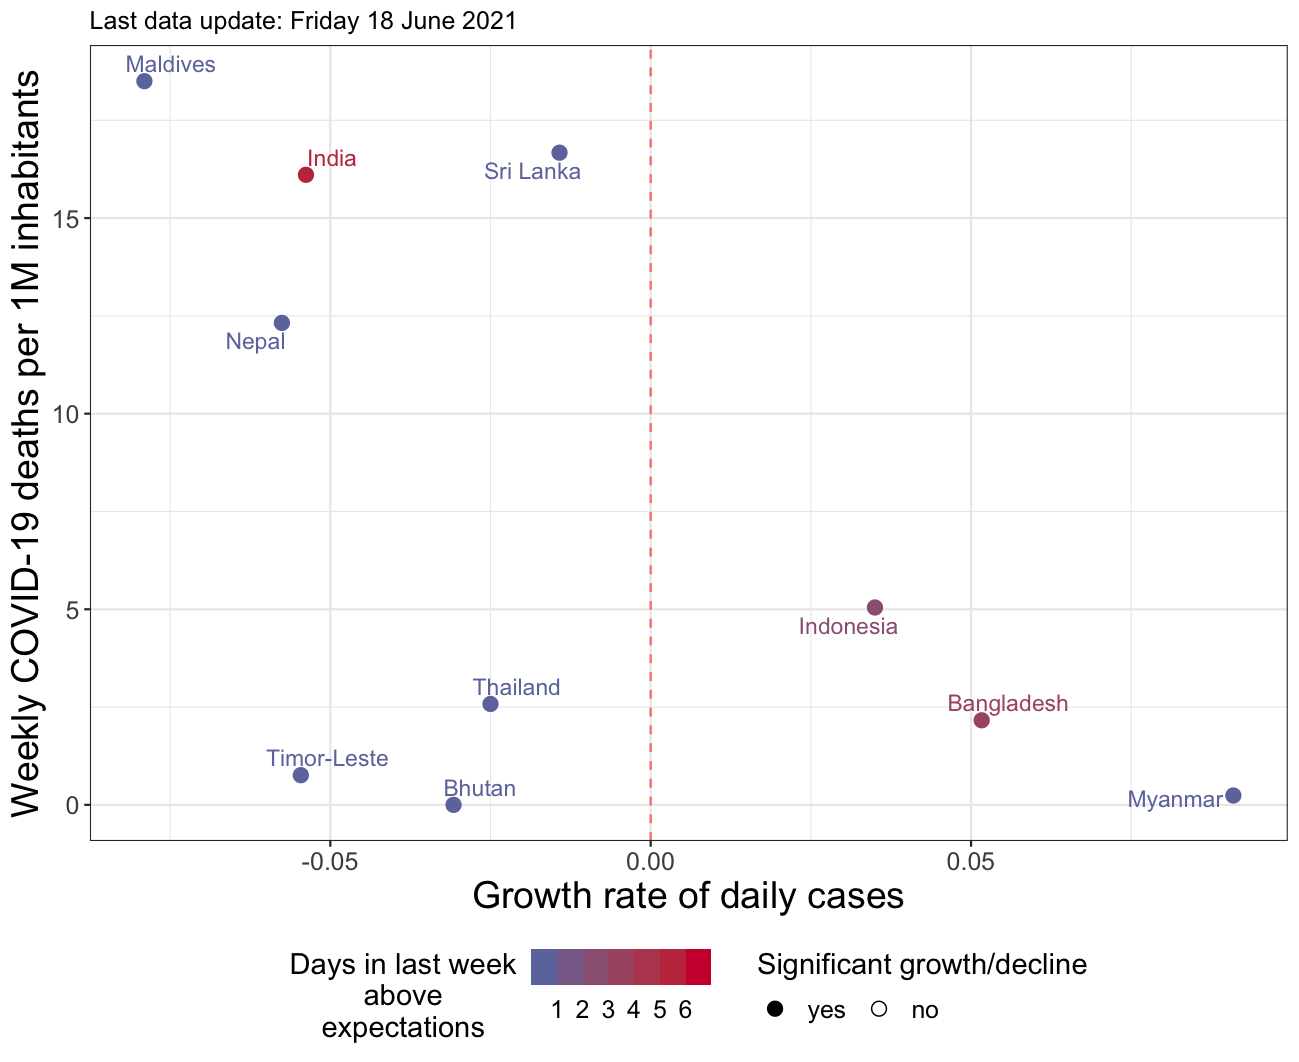 Last data update: Friday 18 June 2021
Maldives
India
Sri Lanka
Nepal
Indonesia
Thailand
Bangladesh
Timor-Leste
Bhutan
Myanmar
Weekly COVID-19 deaths per 1M inhabitants
15
10
5
0
-0.05 0.00 0.05
Growth rate of daily cases
Days in last week
above
expectations
1 2 3 4 5 6
Significant growth/decline
yes no